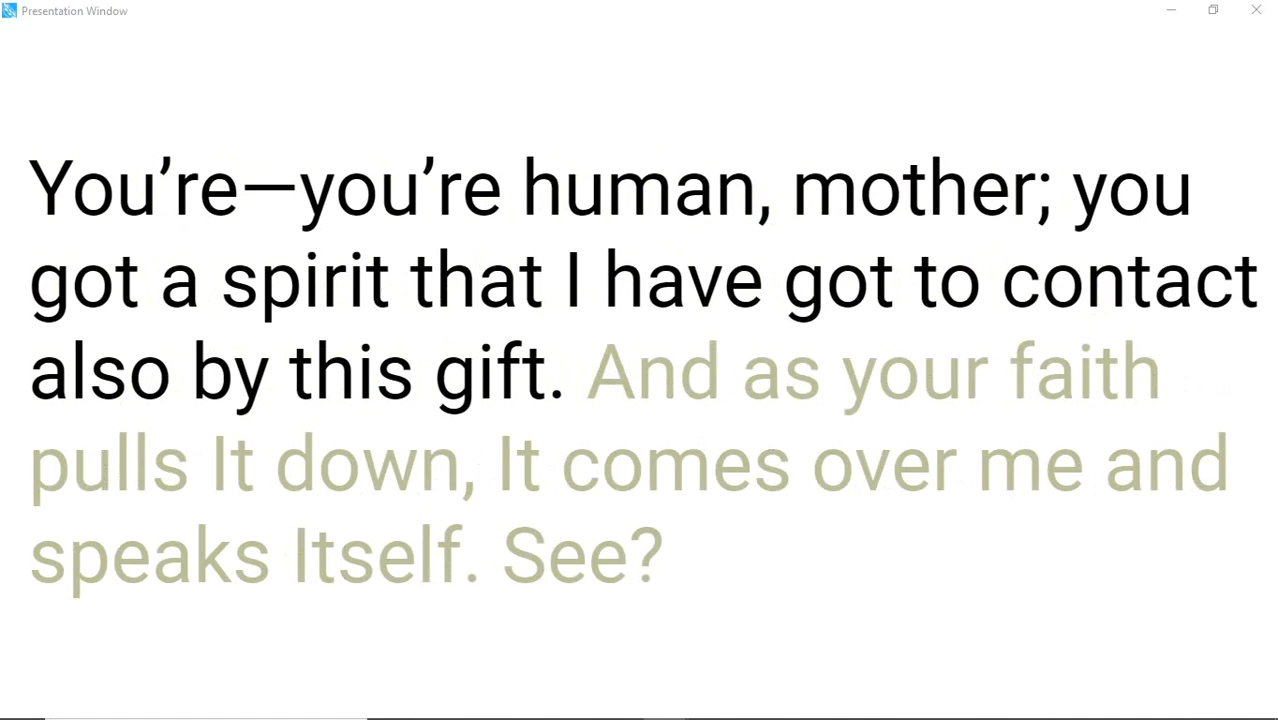 Presentation Window
You’re—you’re human, mother; you
got a spirit that I have got to contact
also by this gift. And as your faith
pulls It down, It comes over me and
speaks Itself. See?